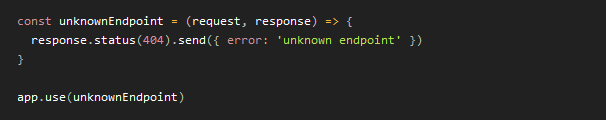 const unknownEndpoint = (request, response) => {
  response.status(404).send({ error: 'unknown endpoint' })
}

app.use(unknownEndpoint)